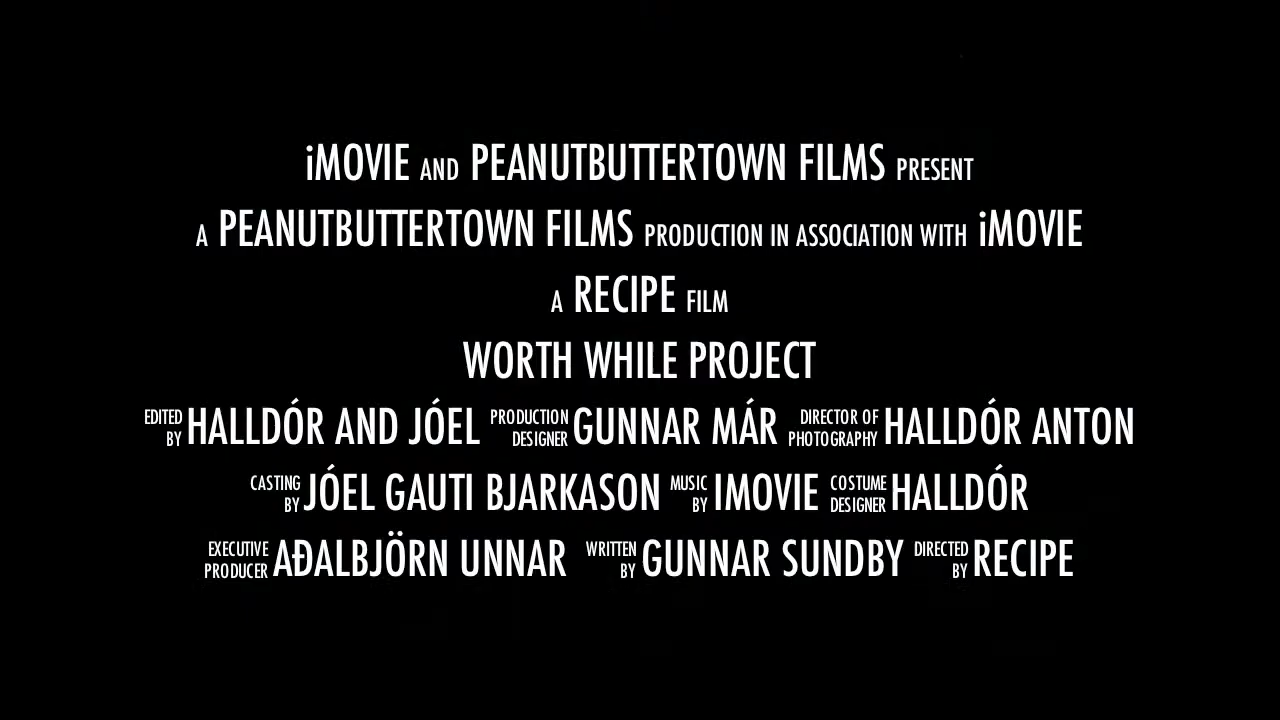 iMOVIE AND PEANUTBUTTERTOWN FILMS PRESENT
A PEANUTBUTTERTOWN FILMS PRODUCTION IN ASSOCIATION WITH iMOVIE
A RECIPE FILM
WORTH WHILE PROJECT
EDITED BY HALLDÓR AND JÓEL PRODUCTION DESIGNER GUNNAR MÁR DIRECTOR OF PHOTOGRAPHY HALLDÓR ANTON
CASTING BY JÓEL GAUTI BJARKASON MUSIC BY IMOVIE COSTUME DESIGNER HALLDÓR
EXECUTIVE PRODUCER AÐALBJÖRN UNNAR WRITTEN BY GUNNAR SUNDBY DIRECTED BY RECIPE